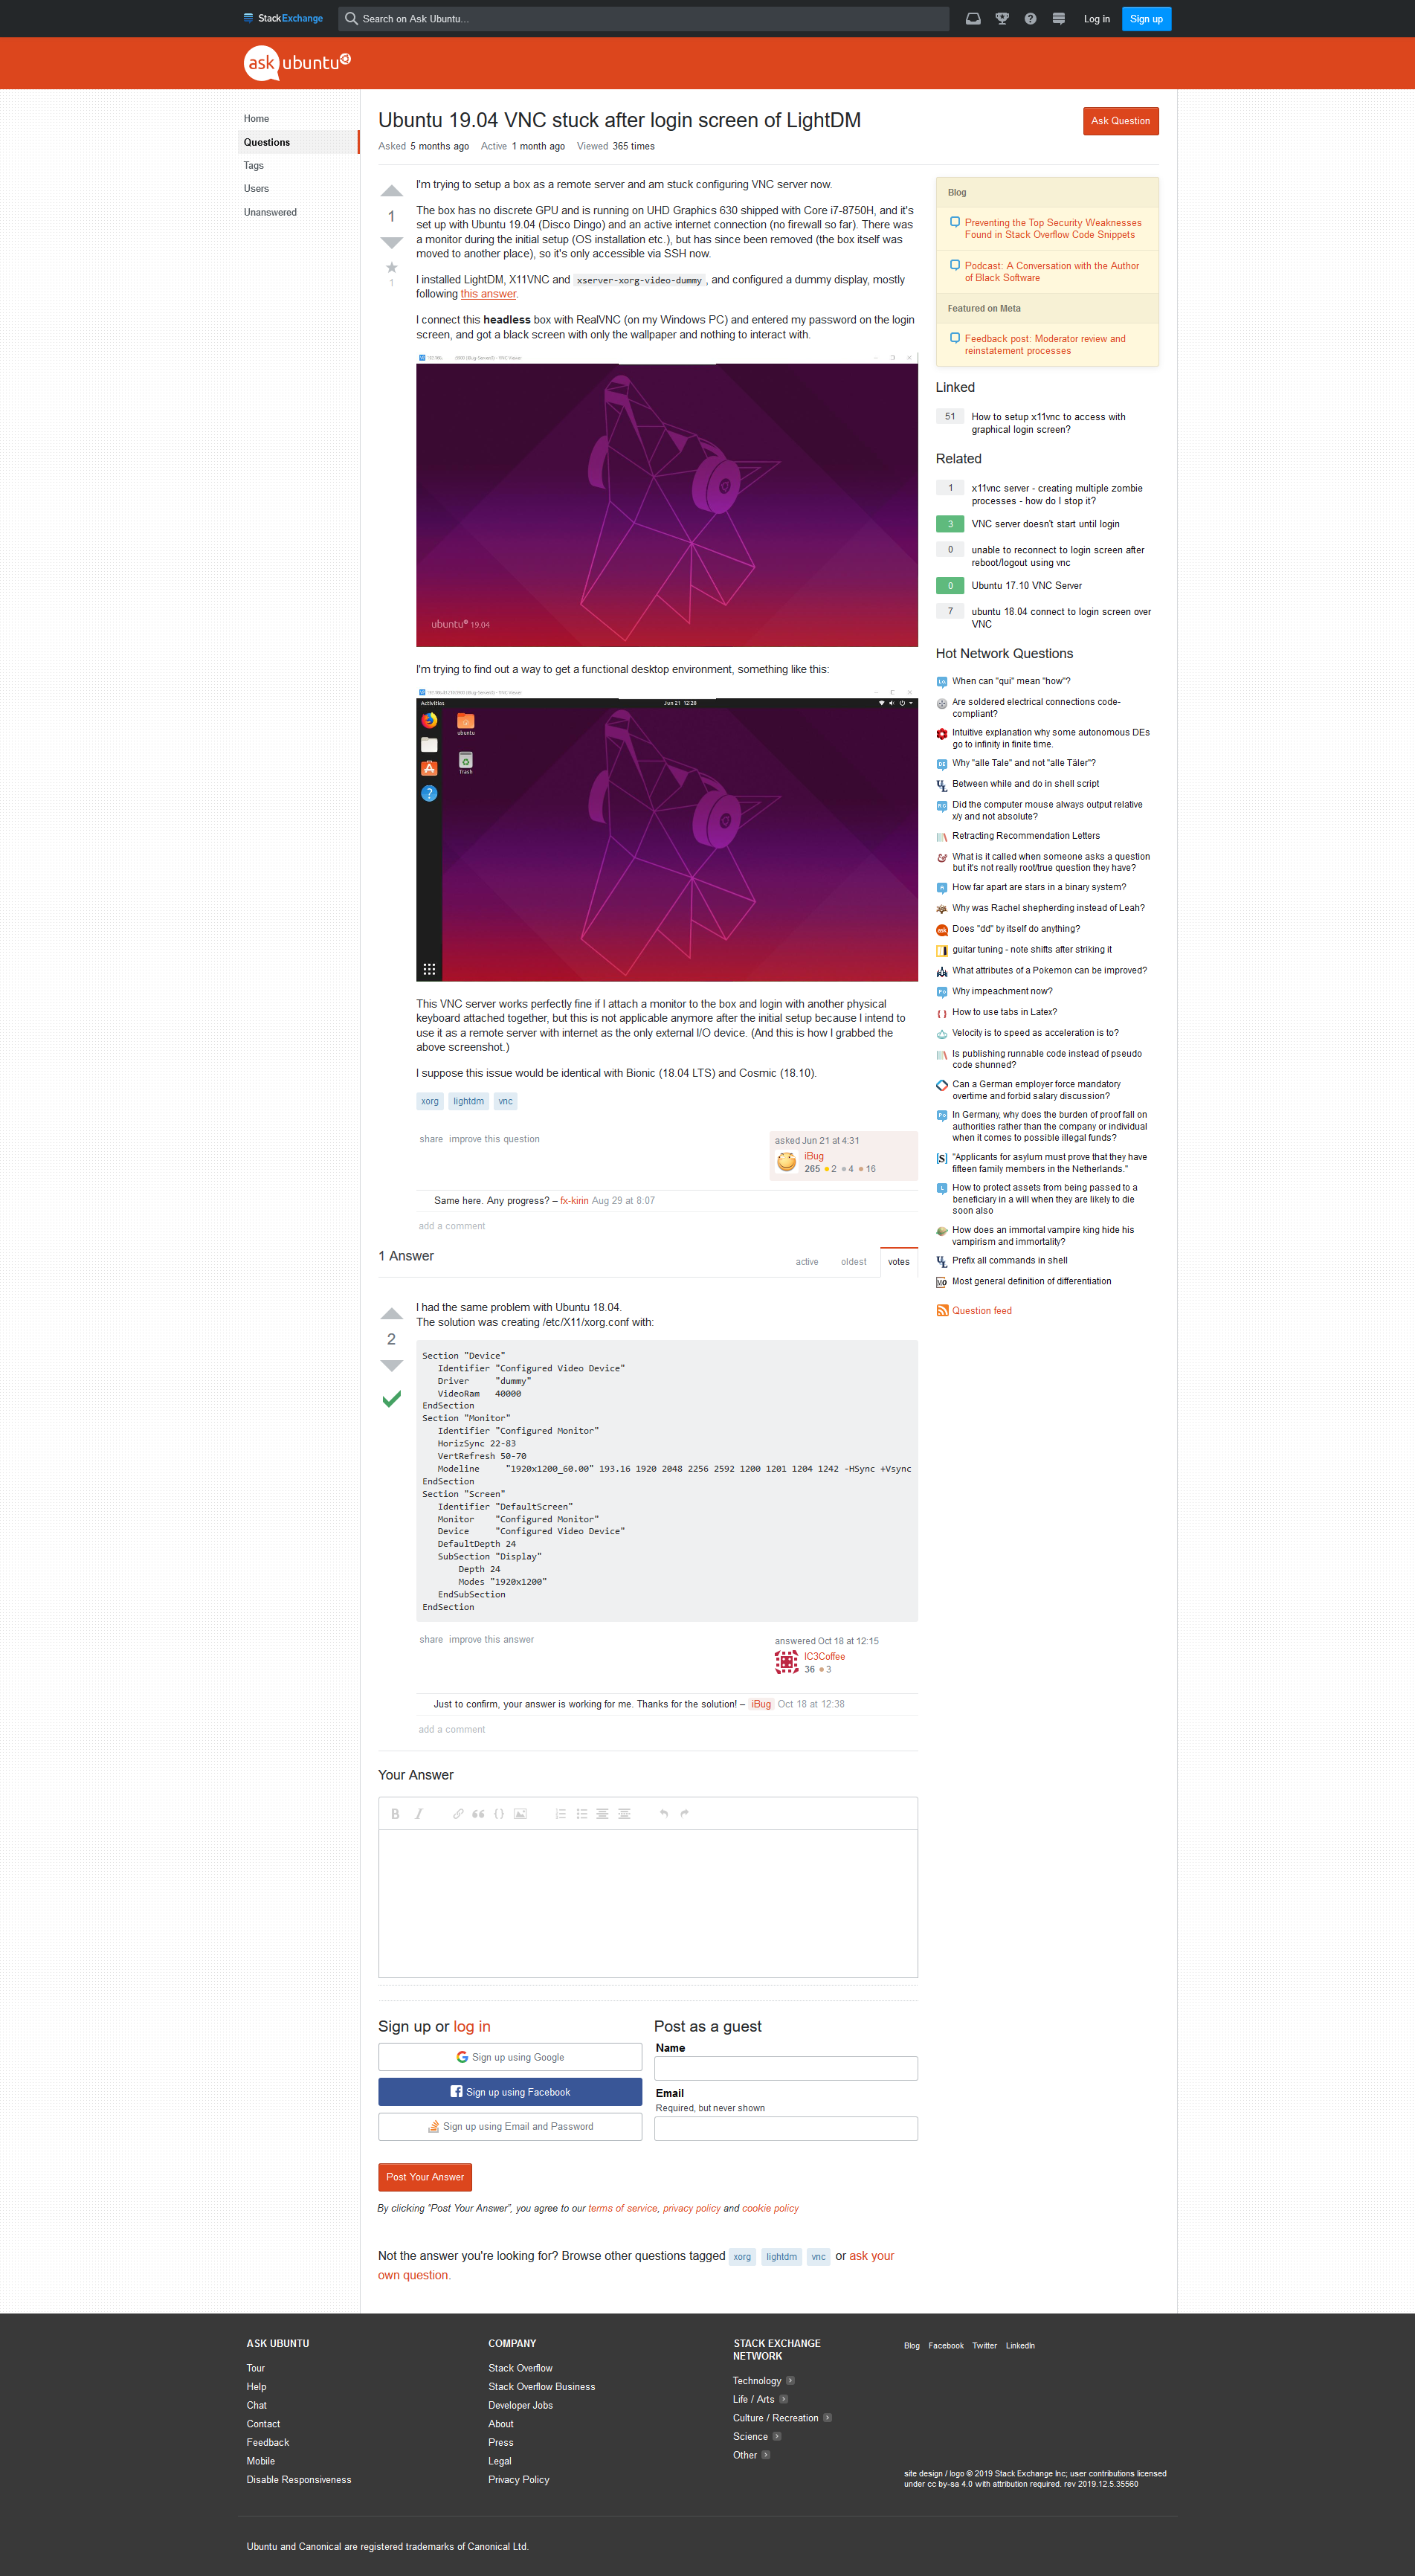 StackExchange
Search on Ask Ubuntu...
Log in
Sign up
ask ubuntu
Home
Questions
Tags
Users
Unanswered
Ubuntu 19.04 VNC stuck after login screen of LightDM
Ask Question
Asked 5 months ago Active 1 month ago Viewed 365 times
1
1
I'm trying to setup a box as a remote server and am stuck configuring VNC server now.
The box has no discrete GPU and is running on UHD Graphics 630 shipped with Core i7-8750H, and it's
set up with Ubuntu 19.04 (Disco Dingo) and an active internet connection (no firewall so far). There was
a monitor during the initial setup (OS installation etc.), but has since been removed (the box itself was
moved to another place), so it's only accessible via SSH now.
I installed LightDM, X11VNC and xserver-xorg-video-dummy, and configured a dummy display, mostly
following this answer.
I connect this headless box with RealVNC (on my Windows PC) and entered my password on the login
screen, and got a black screen with only the wallpaper and nothing to interact with.
ubuntu 19.04
I'm trying to find out a way to get a functional desktop environment, something like this:
Activities
Jun 21 12:28
ubuntu
Trash
This VNC server works perfectly fine if I attach a monitor to the box and login with another physical
keyboard attached together, but this is not applicable anymore after the initial setup because I intend to
use it as a remote server with internet as the only external I/O device. (And this is how I grabbed the
above screenshot.)
I suppose this issue would be identical with Bionic (18.04 LTS) and Cosmic (18.10).
xorg lightdm vnc
share improve this question
asked Jun 21 at 4:31
iBug
265 2 4 16
Same here. Any progress? – fx-kirin Aug 29 at 8:07
add a comment
1 Answer
active oldest votes
2
I had the same problem with Ubuntu 18.04.
The solution was creating /etc/X11/xorg.conf with:
Section "Device"
Identifier "Configured Video Device"
Driver "dummy"
VideoRam 40000
EndSection
Section "Monitor"
Identifier "Configured Monitor"
HorizSync 22-83
VertRefresh 50-70
Modeline "1920x1200_60.00" 193.16 1920 2048 2256 2592 1200 1201 1204 1242 -HSync +Vsync
EndSection
Section "Screen"
Identifier "DefaultScreen"
Monitor "Configured Monitor"
Device "Configured Video Device"
DefaultDepth 24
SubSection "Display"
Depth 24
Modes "1920x1200"
EndSubSection
EndSection
share improve this answer
answered Oct 18 at 12:15
IC3Coffee
36 3
Just to confirm, your answer is working for me. Thanks for the solution! – iBug Oct 18 at 12:38
add a comment
Your Answer
Sign up or log in
Sign up using Google
Sign up using Facebook
Sign up using Email and Password
Post as a guest
Name
Email
Required, but never shown
Post Your Answer
By clicking "Post Your Answer", you agree to our terms of service, privacy policy and cookie policy
Not the answer you're looking for? Browse other questions tagged xorg lightdm vnc or ask your
own question.
Blog
Preventing the Top Security Weaknesses
Found in Stack Overflow Code Snippets
Podcast: A Conversation with the Author
of Black Software
Featured on Meta
Feedback post: Moderator review and
reinstatement processes
Linked
51 How to setup x11vnc to access with
graphical login screen?
Related
1 x11vnc server - creating multiple zombie
processes - how do I stop it?
3 VNC server doesn't start until login
0 unable to reconnect to login screen after
reboot/logout using vnc
0 Ubuntu 17.10 VNC Server
7 ubuntu 18.04 connect to login screen over
VNC
Hot Network Questions
When can "qui" mean "how"?
Are soldered electrical connections code-
compliant?
Intuitive explanation why some autonomous DEs
go to infinity in finite time.
Why "alle Tale" and not "alle Täler"?
Between while and do in shell script
Did the computer mouse always output relative
x/y and not absolute?
Retracting Recommendation Letters
What is it called when someone asks a question
but it's not really root/true question they have?
How far apart are stars in a binary system?
Why was Rachel shepherding instead of Leah?
Does "dd" by itself do anything?
guitar tuning - note shifts after striking it
What attributes of a Pokemon can be improved?
Why impeachment now?
How to use tabs in Latex?
Velocity is to speed as acceleration is to?
Is publishing runnable code instead of pseudo
code shunned?
Can a German employer force mandatory
overtime and forbid salary discussion?
In Germany, why does the burden of proof fall on
authorities rather than the company or individual
when it comes to possible illegal funds?
"Applicants for asylum must prove that they have
fifteen family members in the Netherlands."
How to protect assets from being passed to a
beneficiary in a will when they are likely to die
soon also
How does an immortal vampire king hide his
vampirism and immortality?
Prefix all commands in shell
Most general definition of differentiation
Question feed
ASK UBUNTU
Tour
Help
Chat
Contact
Feedback
Mobile
Disable Responsiveness
COMPANY
Stack Overflow
Stack Overflow Business
Developer Jobs
About
Press
Legal
Privacy Policy
STACK EXCHANGE
NETWORK
Technology
Life / Arts
Culture / Recreation
Science
Other
Blog Facebook Twitter LinkedIn
site design / logo © 2019 Stack Exchange Inc; user contributions licensed
under cc by-sa 4.0 with attribution required. rev 2019.12.5.35560
Ubuntu and Canonical are registered trademarks of Canonical Ltd.